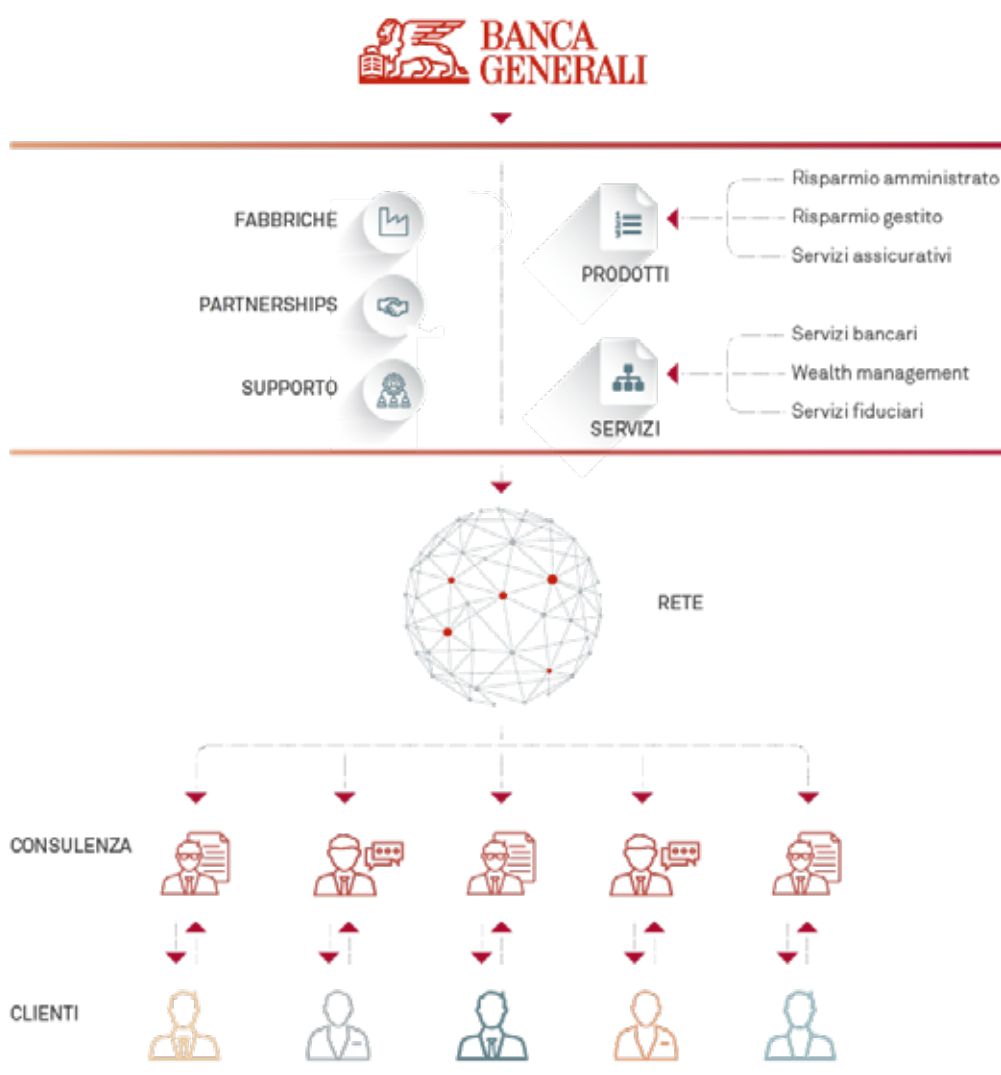 BANCA
GENERALI
FABBRICHE
PARTNERSHIPS
SUPPORTO
PRODOTTI
Risparmio amministrato
Risparmio gestito
Servizi assicurativi
SERVIZI
Servizi bancari
Wealth management
Servizi fiduciari
RETE
CONSULENZA
CLIENTI